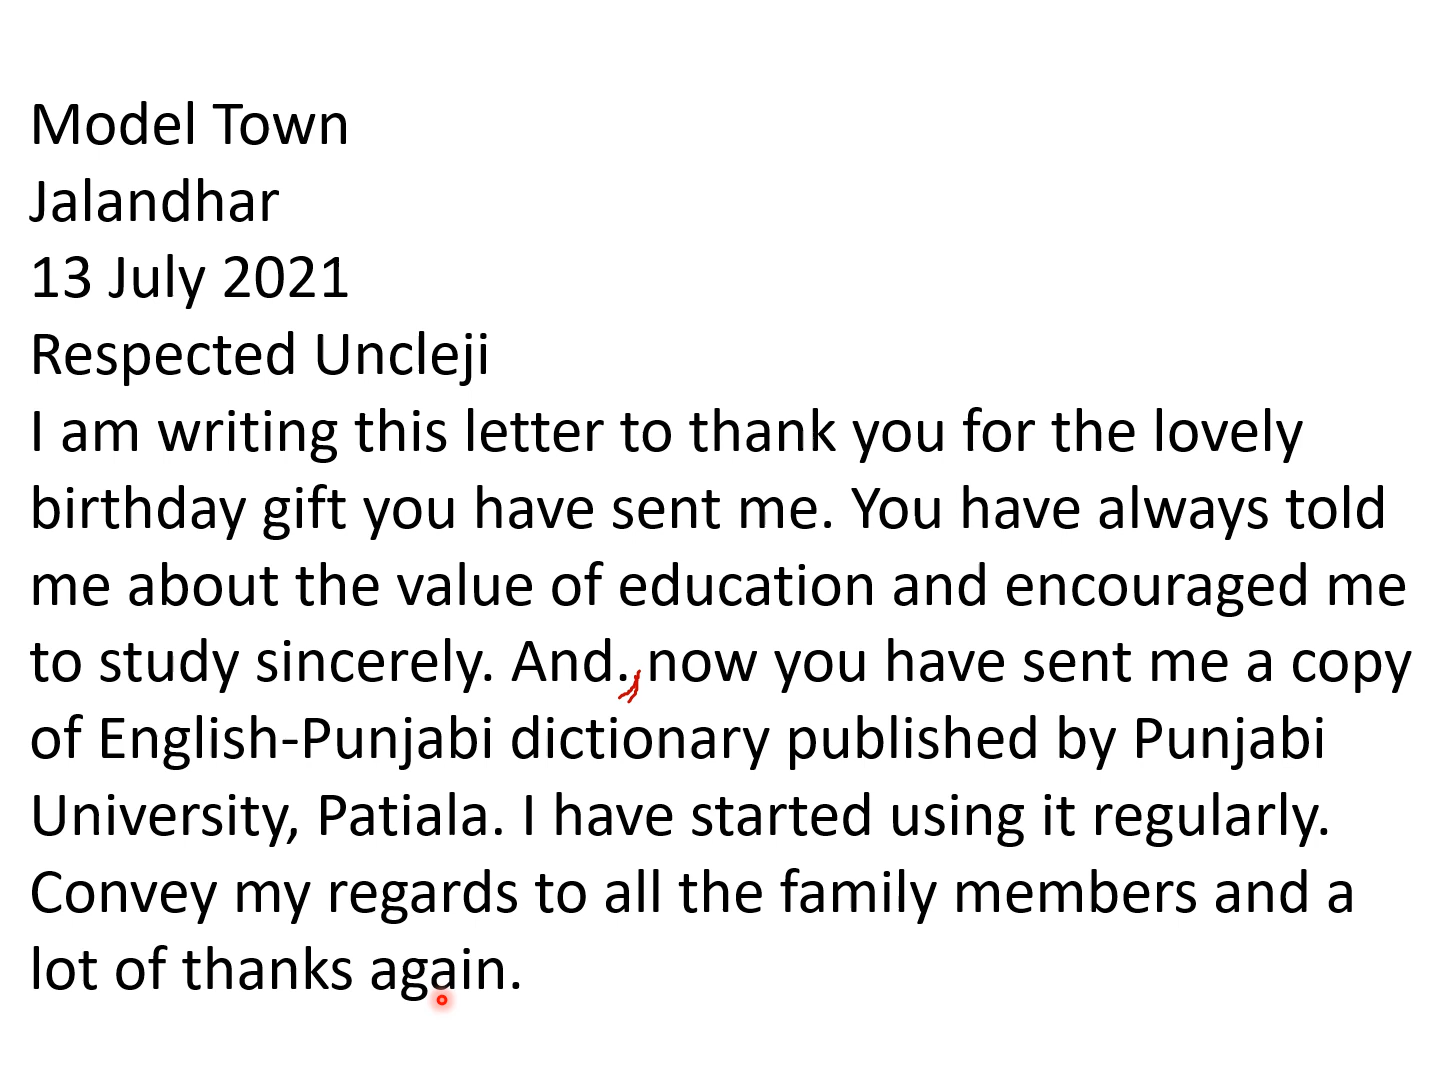 Model Town
Jalandhar
13 July 2021
Respected Uncleji
I am writing this letter to thank you for the lovely
birthday gift you have sent me. You have always told
me about the value of education and encouraged me
to study sincerely. And., now you have sent me a copy
of English-Punjabi dictionary published by Punjabi
University, Patiala. I have started using it regularly.
Convey my regards to all the family members and a
lot of thanks again.